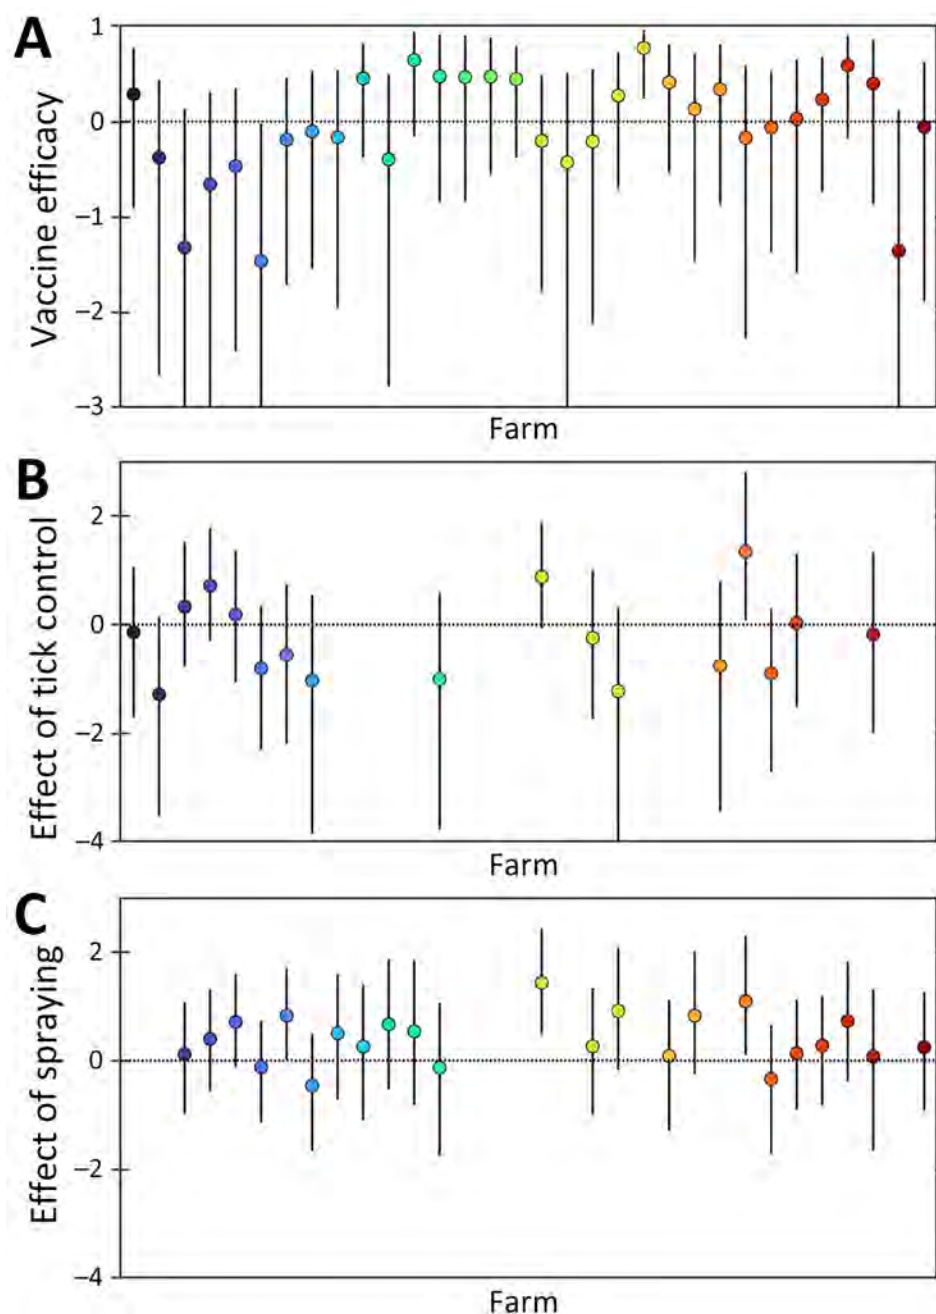 A
Vaccine efficacy
1
0
−1
−2
−3
Farm
B
Effect of tick control
2
0
−2
−4
Farm
C
Effect of spraying
2
0
−2
−4
Farm